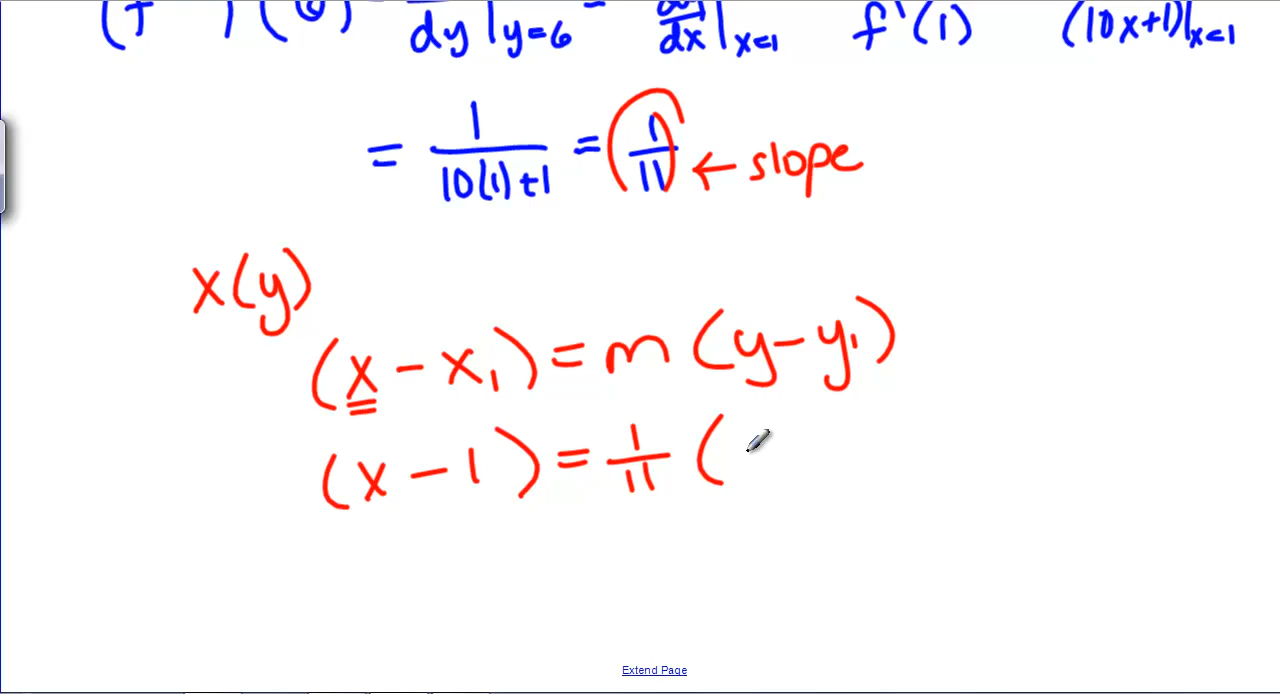 dy |y=6 = dx |x=1 f'(1) (10x+1)|x=1
= 1/(10(1)+1) = 1/11 ← slope
x(y)
(x - x₁) = m (y - y₁)
(x - 1) = 1/11 (
Extend Page